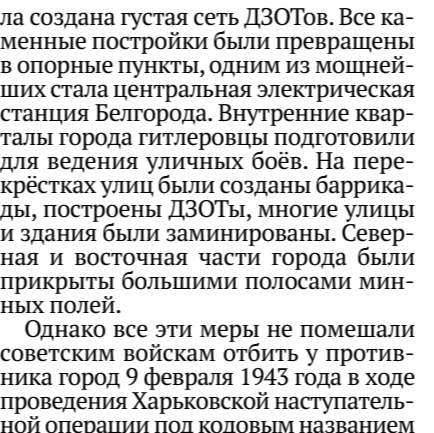 ла создана густая сеть ДЗОТов. Все ка-
менные постройки были превращены
в опорные пункты, одним из мощней-
ших стала центральная электрическая
станция Белгорода. Внутренние квар-
талы города гитлеровцы подготовили
для ведения уличных боёв. На пере-
крёстках улиц были созданы баррика-
ды, построены ДЗОТы, многие улицы
и здания были заминированы. Север-
ная и восточная части города были
прикрыты большими полосами мин-
ных полей.
Однако все эти меры не помешали
советским войскам отбить у против-
ника город 9 февраля 1943 года в ходе
проведения Харьковской наступатель-
ной операции под кодовым названием